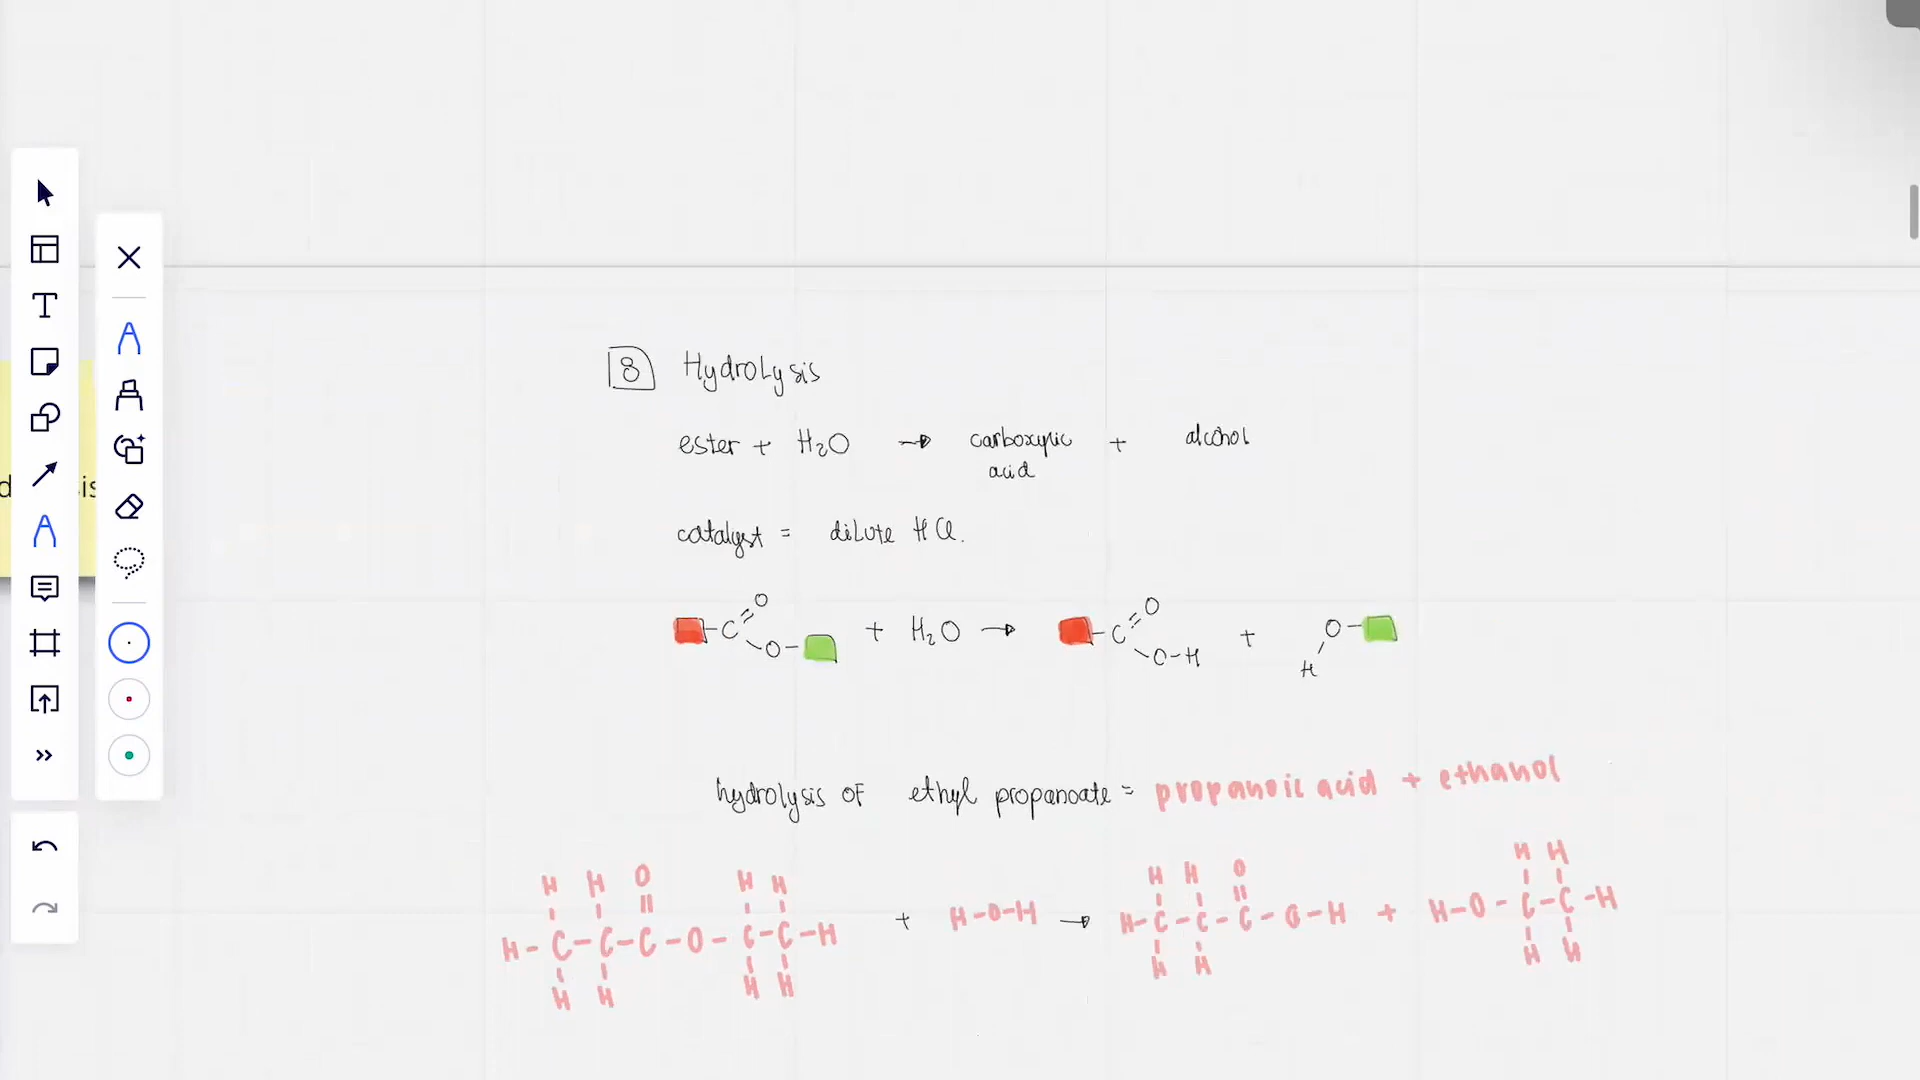 8 Hydrolysis
ester + H₂O → carboxylic acid + alcohol
catalyst = dilute HCl.
C O O + H₂O → C O O-H + O H
hydrolysis of ethyl propanoate = propanoic acid + ethanol
H H O H H H H O H H
H-C-C-C-O-C-C-H + H-O-H → H-C-C-C-O-H + H-O-C-C-H
H H H H H H H H